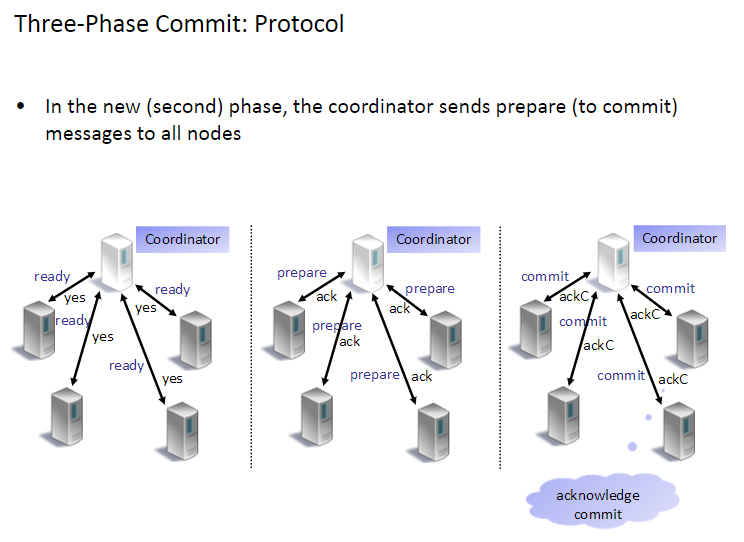 Three-Phase Commit: Protocol
• In the new (second) phase, the coordinator sends prepare (to commit)
messages to all nodes
Coordinator
ready
yes
ready
yes
ready
yes
ready
yes
Coordinator
prepare
ack
prepare
ack
prepare
ack
prepare
ack
Coordinator
commit
ackC
commit
ackC
commit
ackC
commit
ackC
acknowledge
commit